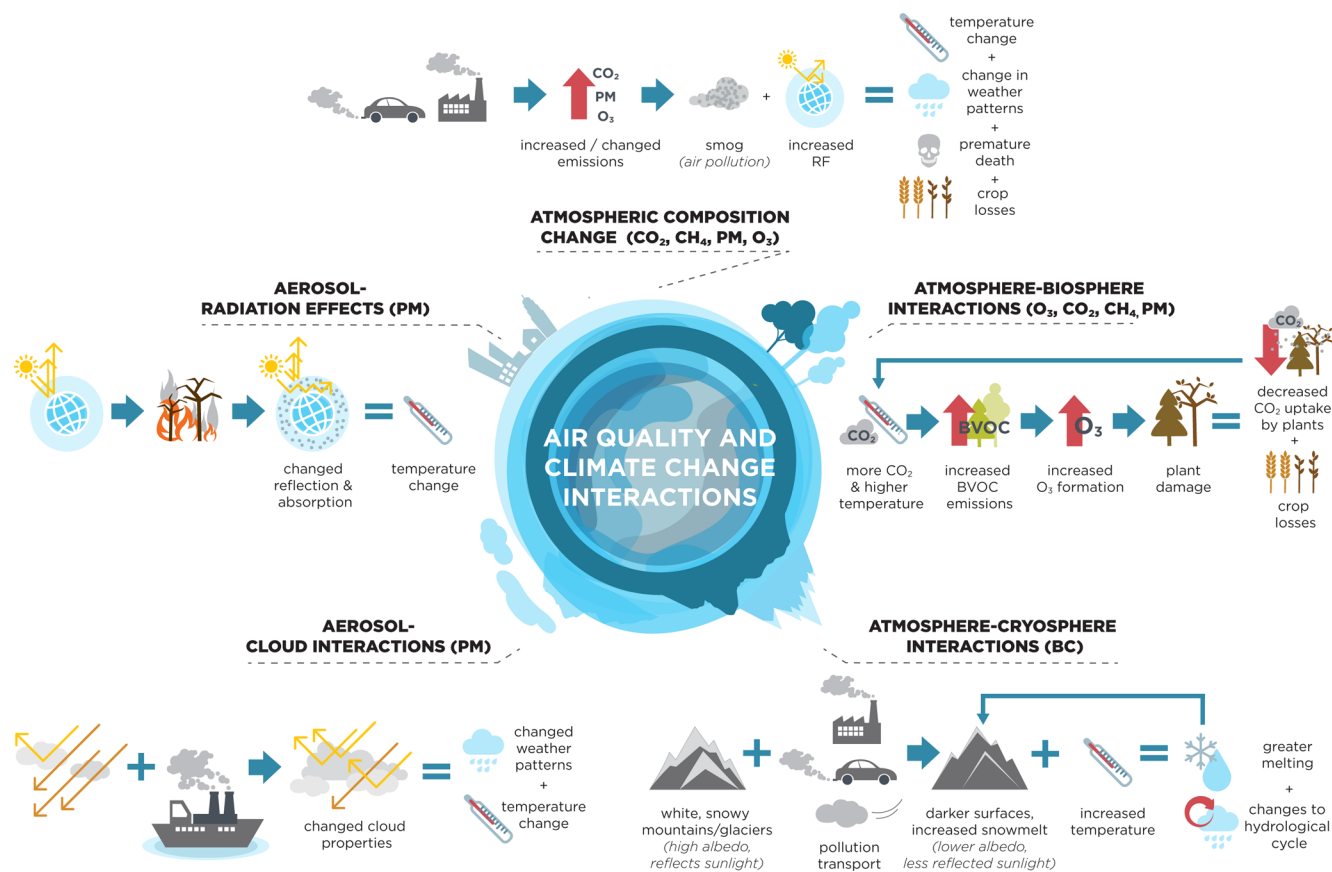 CO₂
PM
O₃
increased / changed
emissions
smog
(air pollution)
+
increased
RF
=
temperature
change
+
change in
weather
patterns
+
premature
death
+
crop
losses
ATMOSPHERIC COMPOSITION
CHANGE (CO₂, CH₄, PM, O₃)
AEROSOL-
RADIATION EFFECTS (PM)
changed
reflection &
absorption
=
temperature
change
ATMOSPHERE-BIOSPHERE
INTERACTIONS (O₃, CO₂, CH₄, PM)
CO₂
more CO₂
& higher
temperature
BVOC
increased
BVOC
emissions
O₃
increased
O₃ formation
plant
damage
=
CO₂
decreased
CO₂ uptake
by plants
+
crop
losses
AIR QUALITY AND
CLIMATE CHANGE
INTERACTIONS
AEROSOL-
CLOUD INTERACTIONS (PM)
+
changed cloud
properties
=
changed
weather
patterns
+
temperature
change
ATMOSPHERE-CRYOSPHERE
INTERACTIONS (BC)
white, snowy
mountains/glaciers
(high albedo,
reflects sunlight)
+
pollution
transport
darker surfaces,
increased snowmelt
(lower albedo,
less reflected sunlight)
+
increased
temperature
=
greater
melting
+
changes to
hydrological
cycle